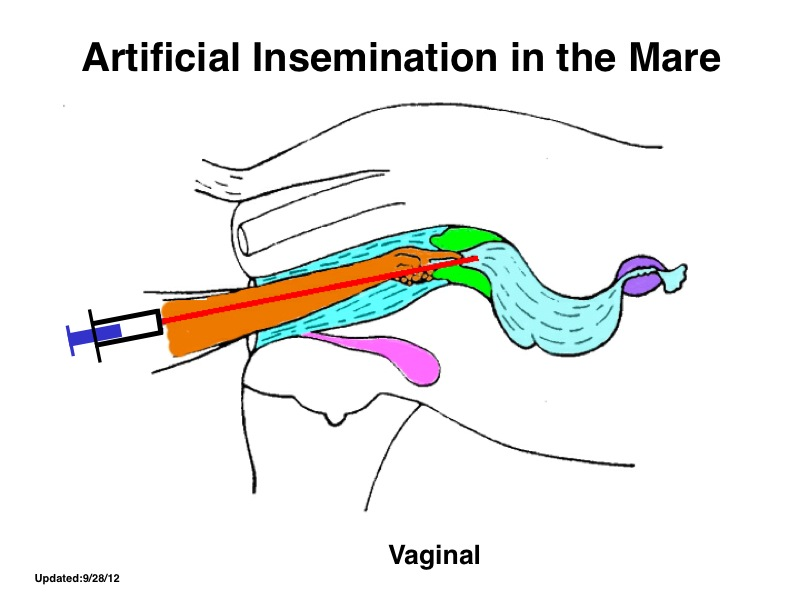 Artificial Insemination in the Mare
Vaginal
Updated:9/28/12